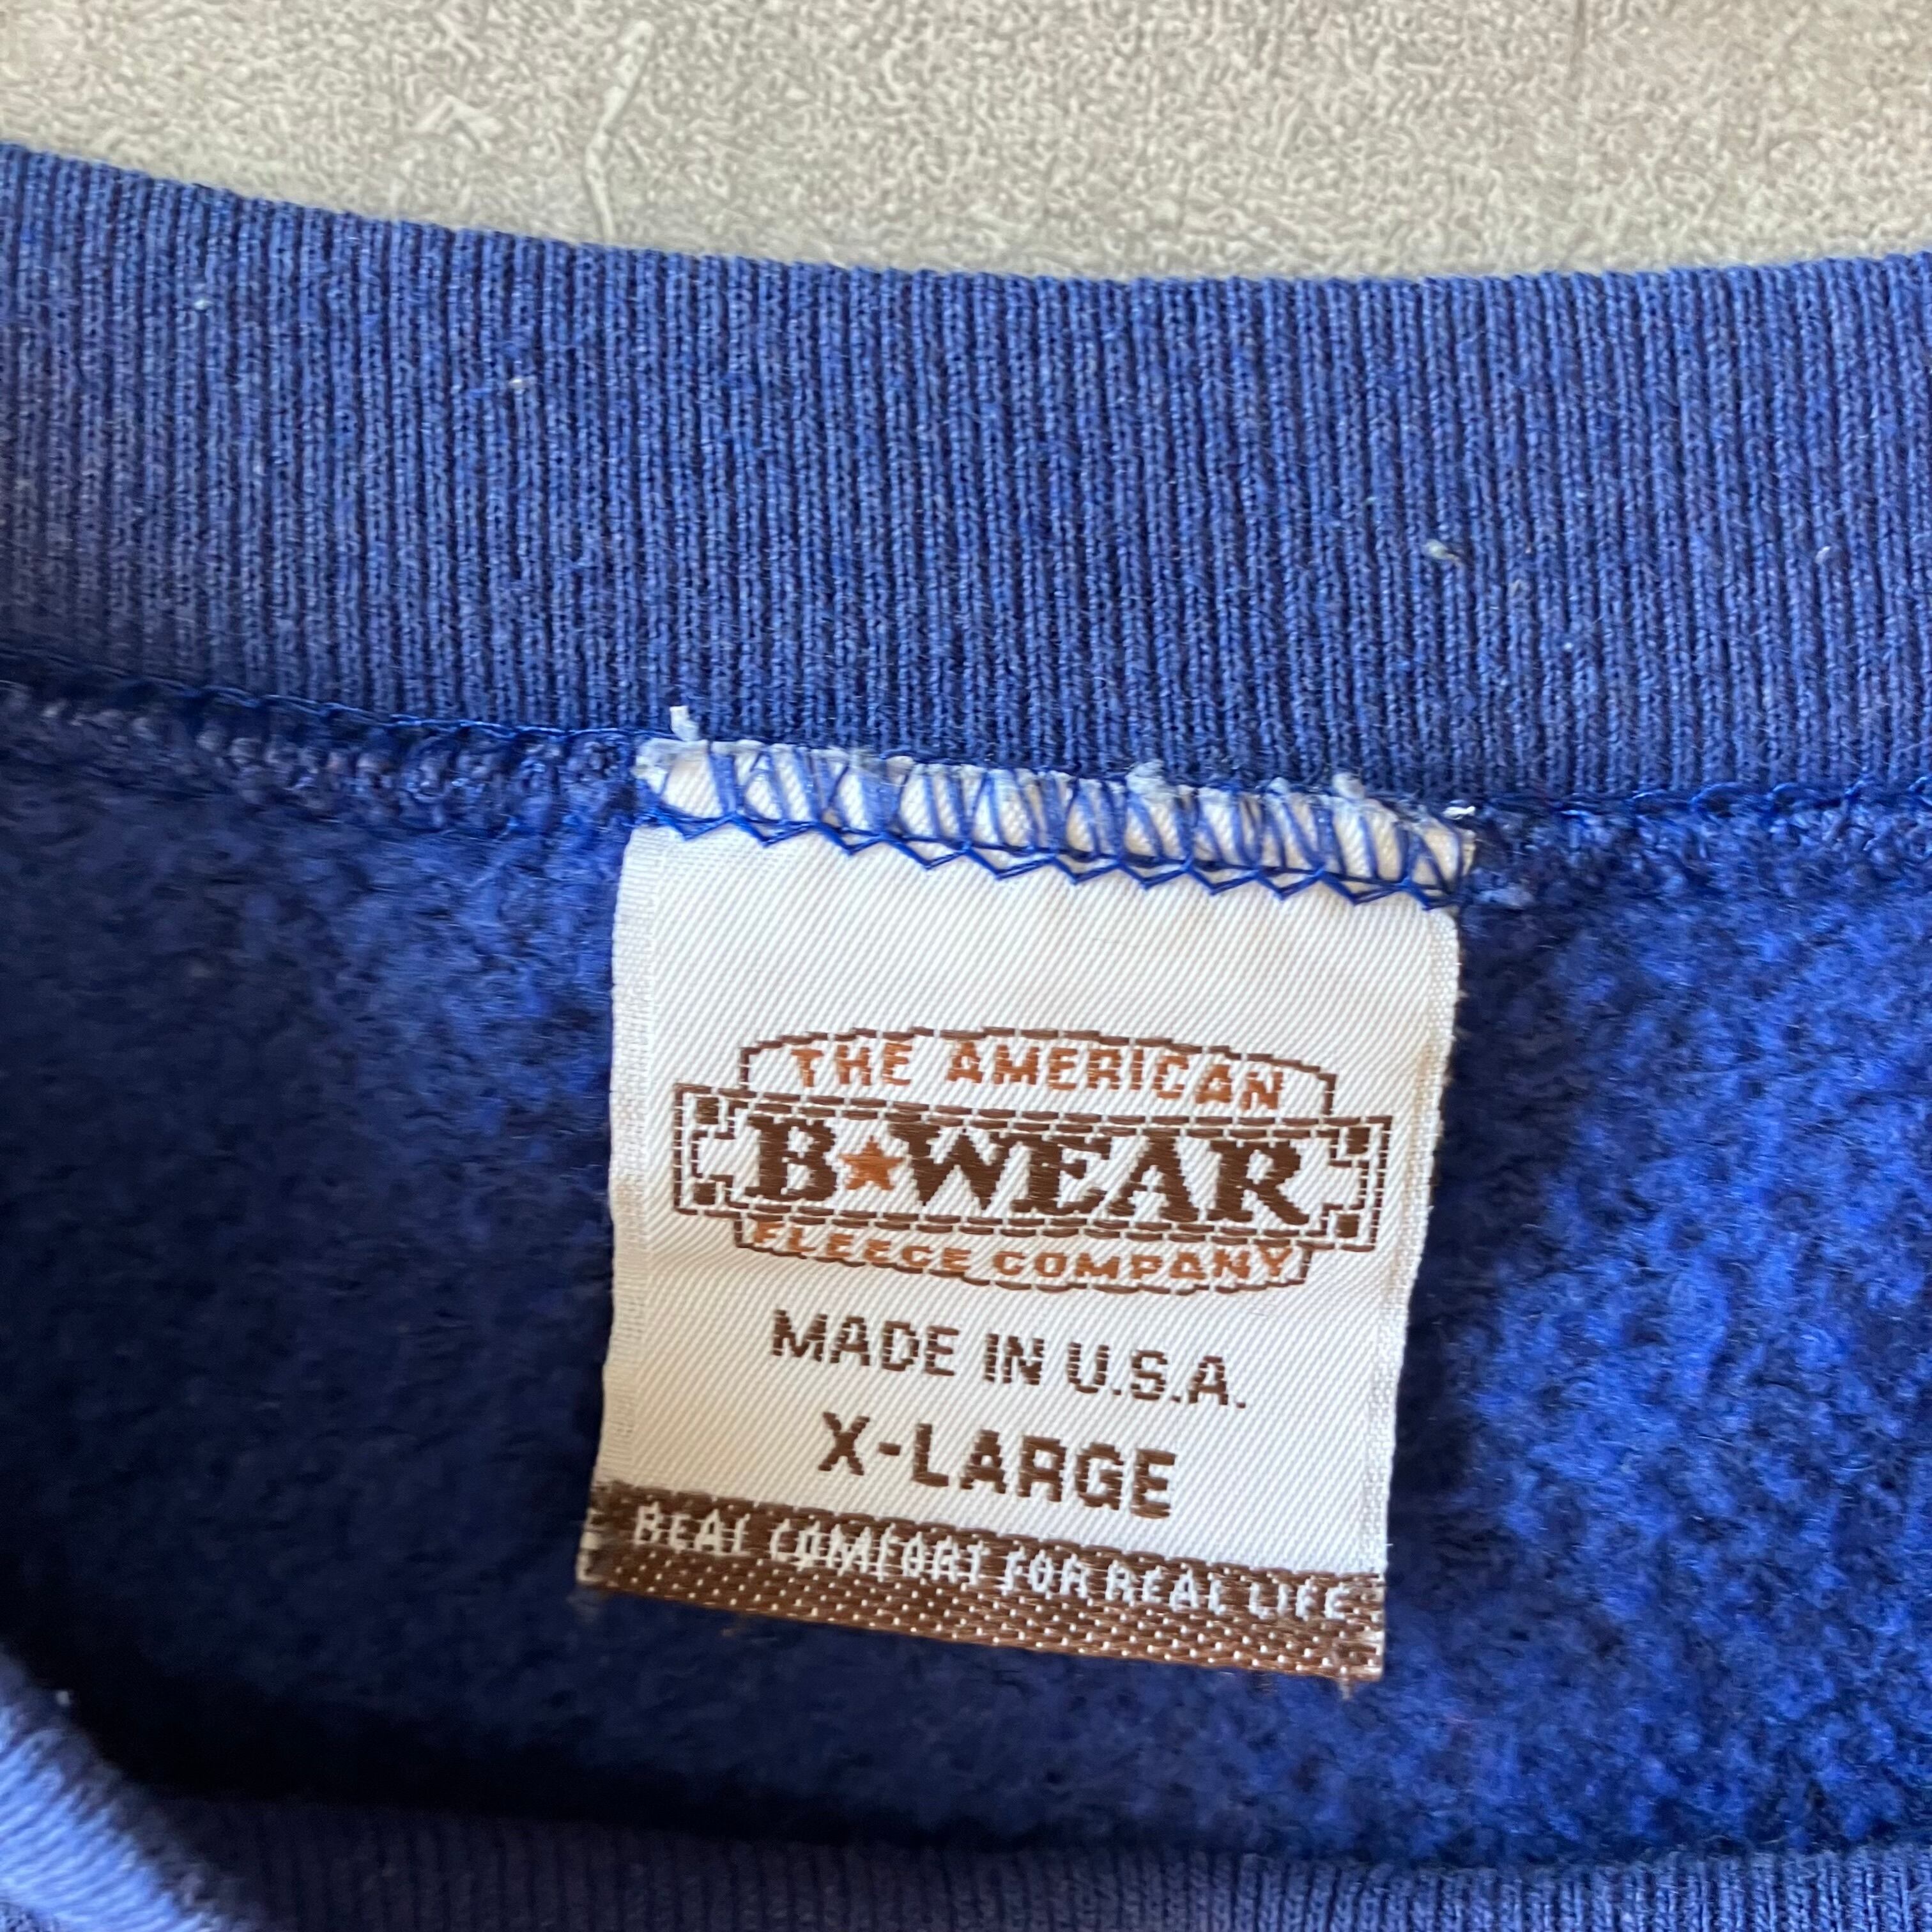 THE AMERICAN
B★WEAR
FLEECE COMPANY
MADE IN U.S.A.
X-LARGE
REAL COMFORT FOR REAL LIFE